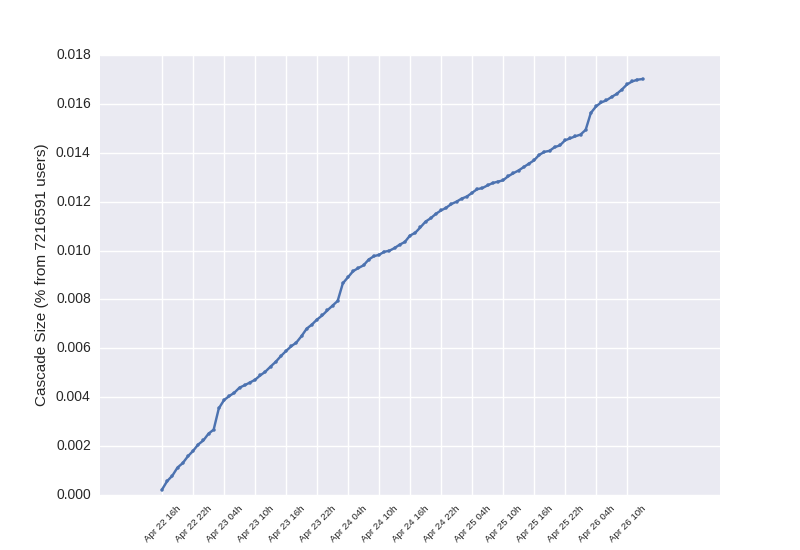 Cascade Size (% from 7216591 users)
0.018
0.016
0.014
0.012
0.010
0.008
0.006
0.004
0.002
0.000
Apr 22 16h
Apr 22 22h
Apr 23 04h
Apr 23 10h
Apr 23 16h
Apr 23 22h
Apr 24 04h
Apr 24 10h
Apr 24 16h
Apr 24 22h
Apr 25 04h
Apr 25 10h
Apr 25 16h
Apr 25 22h
Apr 26 04h
Apr 26 10h